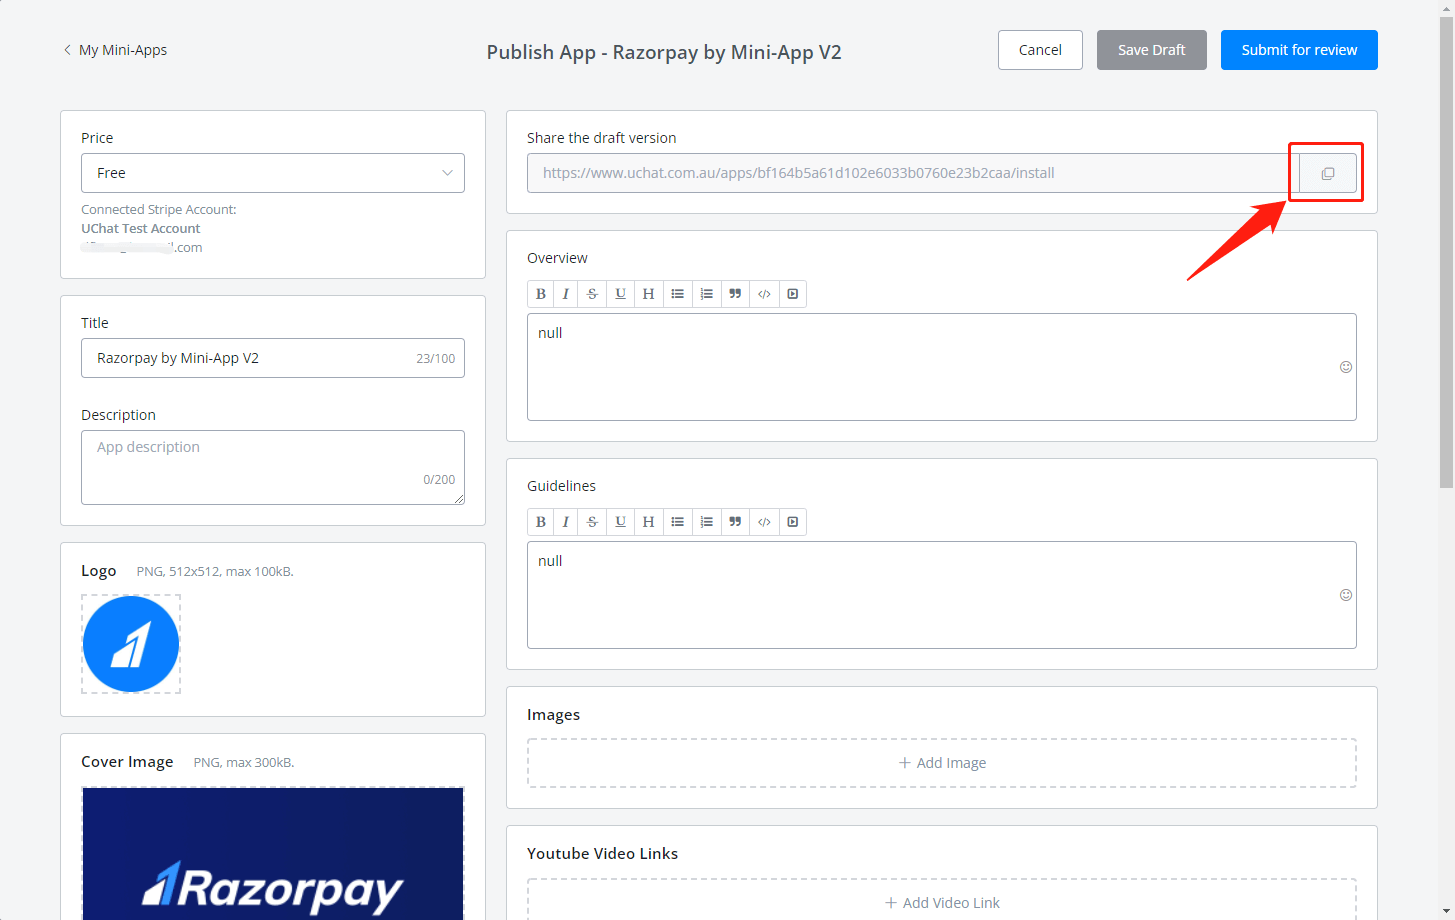 My Mini-Apps
Publish App - Razorpay by Mini-App V2
Cancel
Save Draft
Submit for review
Price
Free
Connected Stripe Account:
UChat Test Account
.com
Title
Razorpay by Mini-App V2
23/100
Description
App description
0/200
Logo PNG, 512x512, max 100kB.
Cover Image PNG, max 300kB.
Razorpay
Share the draft version
https://www.uchat.com.au/apps/bf164b5a61d102e6033b0760e23b2caa/install
Overview
B I S U H
null
Guidelines
B I S U H
null
Images
+ Add Image
Youtube Video Links
+ Add Video Link